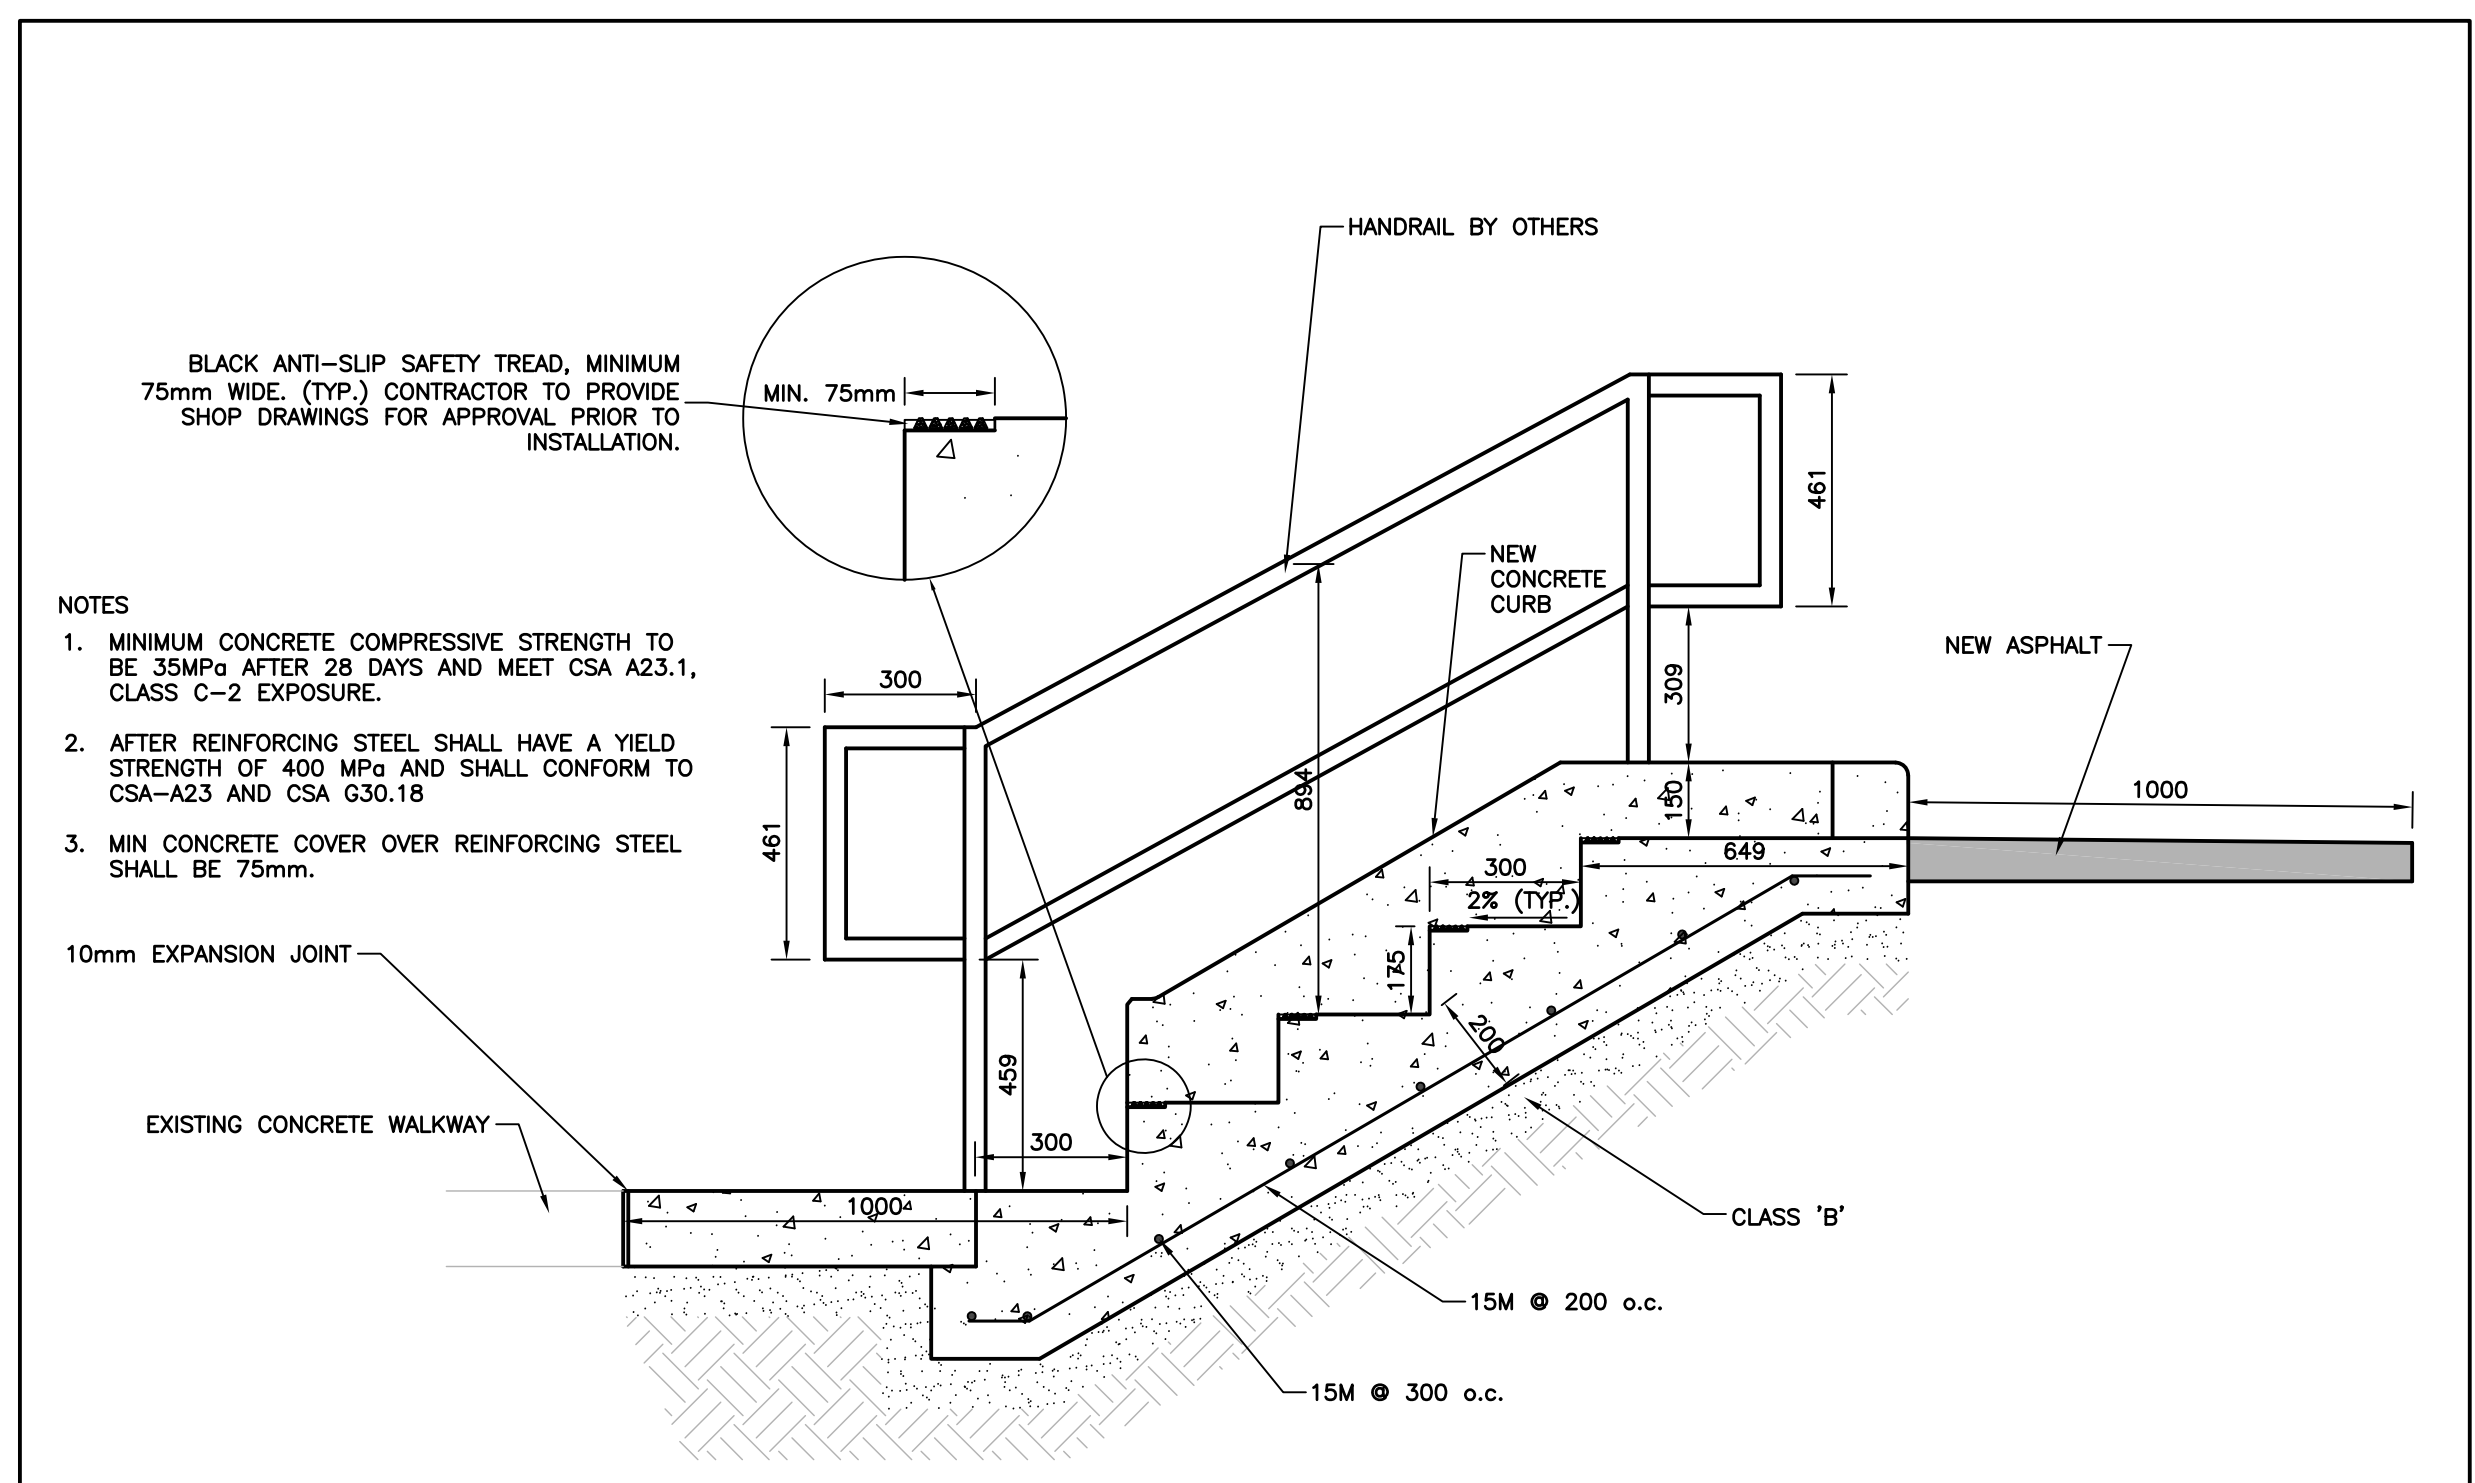 HANDRAIL BY OTHERS
BLACK ANTI-SLIP SAFETY TREAD, MINIMUM
75mm WIDE. (TYP.) CONTRACTOR TO PROVIDE
SHOP DRAWINGS FOR APPROVAL PRIOR TO
INSTALLATION.
MIN. 75mm
461
NEW
CONCRETE
CURB
NOTES
1. MINIMUM CONCRETE COMPRESSIVE STRENGTH TO
BE 35MPa AFTER 28 DAYS AND MEET CSA A23.1,
CLASS C-2 EXPOSURE.
2. AFTER REINFORCING STEEL SHALL HAVE A YIELD
STRENGTH OF 400 MPa AND SHALL CONFORM TO
CSA-A23 AND CSA G30.18
3. MIN CONCRETE COVER OVER REINFORCING STEEL
SHALL BE 75mm.
NEW ASPHALT
300
309
894
150
1000
461
649
300
2% (TYP.)
175
10mm EXPANSION JOINT
200
459
EXISTING CONCRETE WALKWAY
300
1000
CLASS 'B'
15M @ 200 o.c.
15M @ 300 o.c.